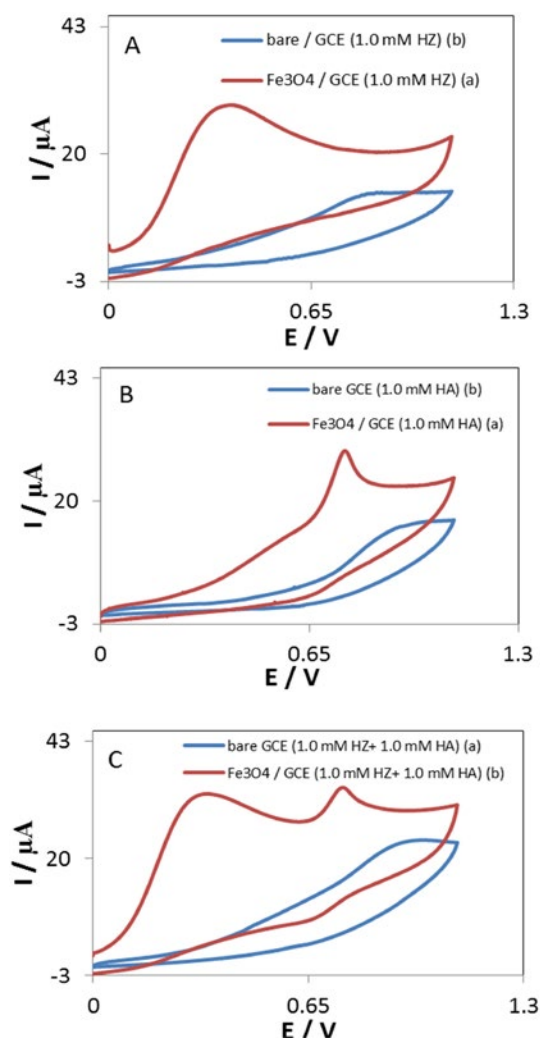 43
A
bare / GCE (1.0 mM HZ) (b)
Fe3O4 / GCE (1.0 mM HZ) (a)
I / μA
20
-3
0
0.65
1.3
E / V
43
B
bare GCE (1.0 mM HA) (b)
Fe3O4 / GCE (1.0 mM HA) (a)
I / μA
20
-3
0
0.65
1.3
E / V
43
C
bare GCE (1.0 mM HZ+ 1.0 mM HA) (a)
Fe3O4 / GCE (1.0 mM HZ+ 1.0 mM HA) (b)
I / μA
20
-3
0
0.65
1.3
E / V